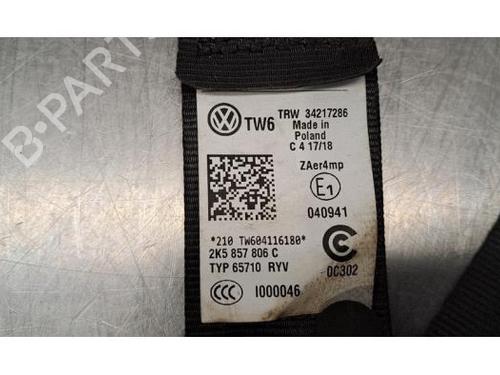 TW6
TRW 34217286
Made in
Poland
C 4 17/18
ZAer4mp
E1
040941
*210 TW604116180*
2K5 857 806 C
TYP 65710 RYV
0C302
CCC I000046
B-PARTS